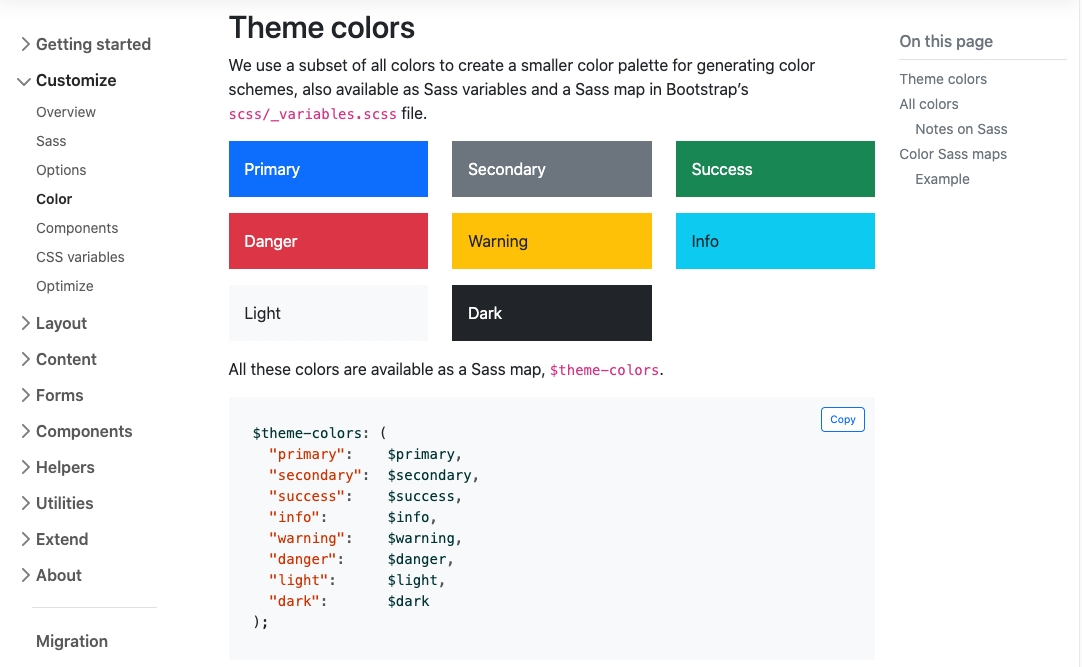 Getting started
Customize
Overview
Sass
Options
Color
Components
CSS variables
Optimize
Layout
Content
Forms
Components
Helpers
Utilities
Extend
About
Migration
Theme colors
We use a subset of all colors to create a smaller color palette for generating color
schemes, also available as Sass variables and a Sass map in Bootstrap’s
scss/_variables.scss file.
Primary
Secondary
Success
Danger
Warning
Info
Light
Dark
All these colors are available as a Sass map, $theme-colors.
Copy
$theme-colors: (
  "primary":    $primary,
  "secondary":  $secondary,
  "success":    $success,
  "info":       $info,
  "warning":    $warning,
  "danger":     $danger,
  "light":      $light,
  "dark":       $dark
);
On this page
Theme colors
All colors
Notes on Sass
Color Sass maps
Example